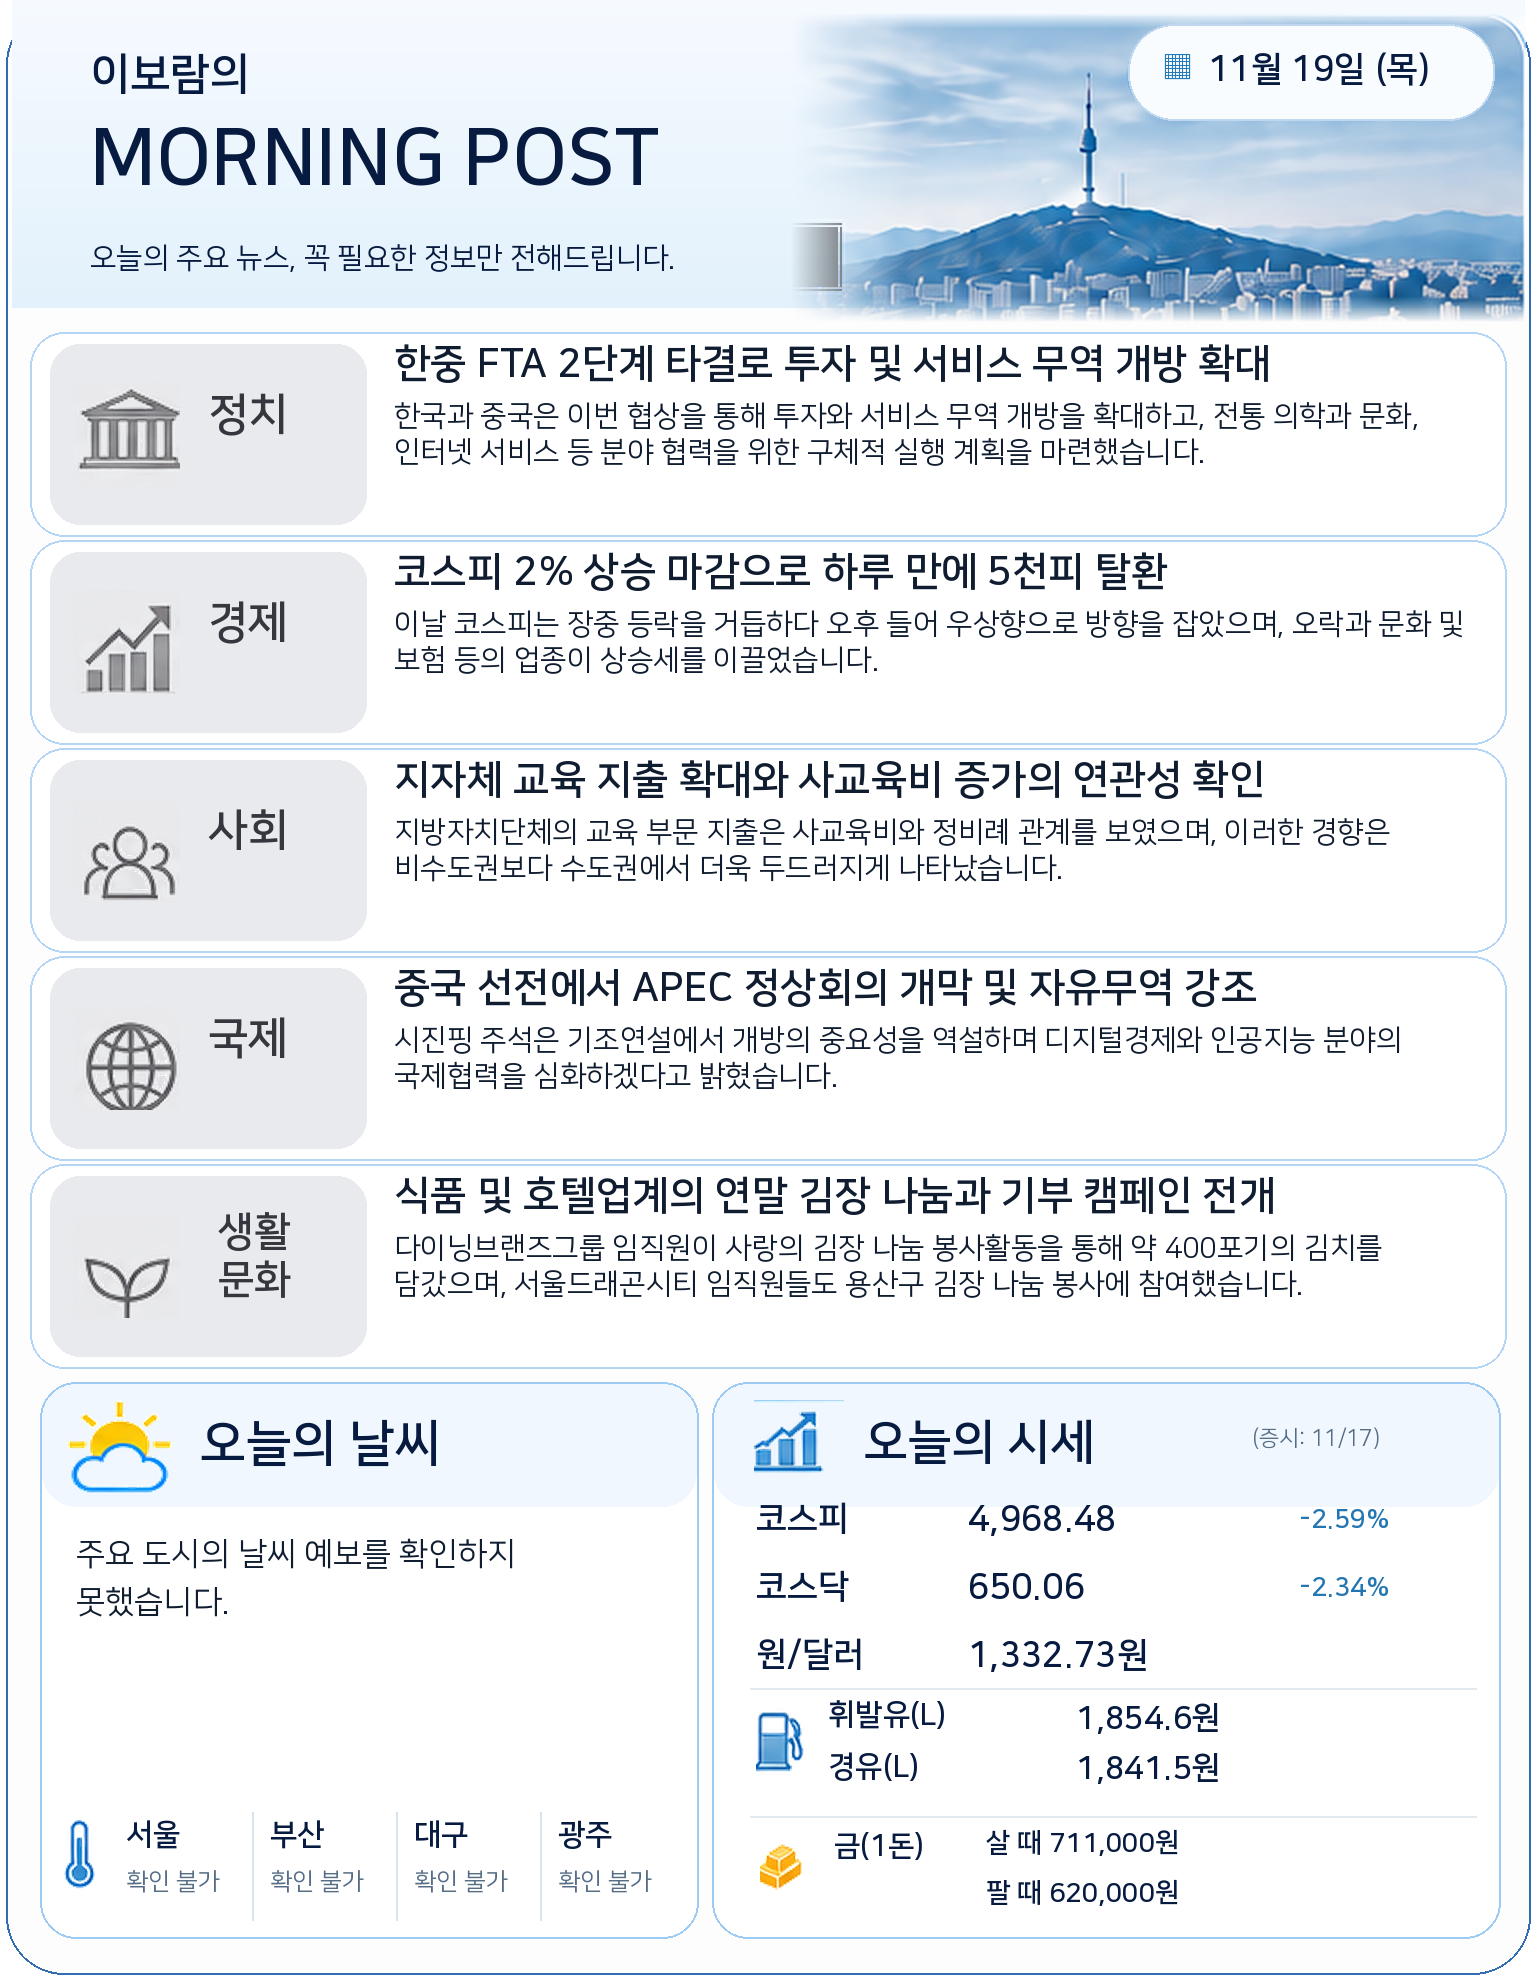 이보람의
MORNING POST
오늘의 주요 뉴스, 꼭 필요한 정보만 전해드립니다.
11월 19일 (목)
정치
한중 FTA 2단계 타결로 투자 및 서비스 무역 개방 확대
한국과 중국은 이번 협상을 통해 투자와 서비스 무역 개방을 확대하고, 전통 의학과 문화,
인터넷 서비스 등 분야 협력을 위한 구체적 실행 계획을 마련했습니다.
경제
코스피 2% 상승 마감으로 하루 만에 5천피 탈환
이날 코스피는 장중 등락을 거듭하다 오후 들어 우상향으로 방향을 잡았으며, 오락과 문화 및
보험 등의 업종이 상승세를 이끌었습니다.
사회
지자체 교육 지출 확대와 사교육비 증가의 연관성 확인
지방자치단체의 교육 부문 지출은 사교육비와 정비례 관계를 보였으며, 이러한 경향은
비수도권보다 수도권에서 더욱 두드러지게 나타났습니다.
국제
중국 선전에서 APEC 정상회의 개막 및 자유무역 강조
시진핑 주석은 기조연설에서 개방의 중요성을 역설하며 디지털경제와 인공지능 분야의
국제협력을 심화하겠다고 밝혔습니다.
생활
문화
식품 및 호텔업계의 연말 김장 나눔과 기부 캠페인 전개
다이닝브랜즈그룹 임직원이 사랑의 김장 나눔 봉사활동을 통해 약 400포기의 김치를
담갔으며, 서울드래곤시티 임직원들도 용산구 김장 나눔 봉사에 참여했습니다.
오늘의 날씨
주요 도시의 날씨 예보를 확인하지
못했습니다.
서울 부산 대구 광주
확인 불가 확인 불가 확인 불가 확인 불가
오늘의 시세 (증시: 11/17)
코스피 4,968.48 -2.59%
코스닥 650.06 -2.34%
원/달러 1,332.73원
휘발유(L) 1,854.6원
경유(L) 1,841.5원
금(1돈) 살 때 711,000원
팔 때 620,000원